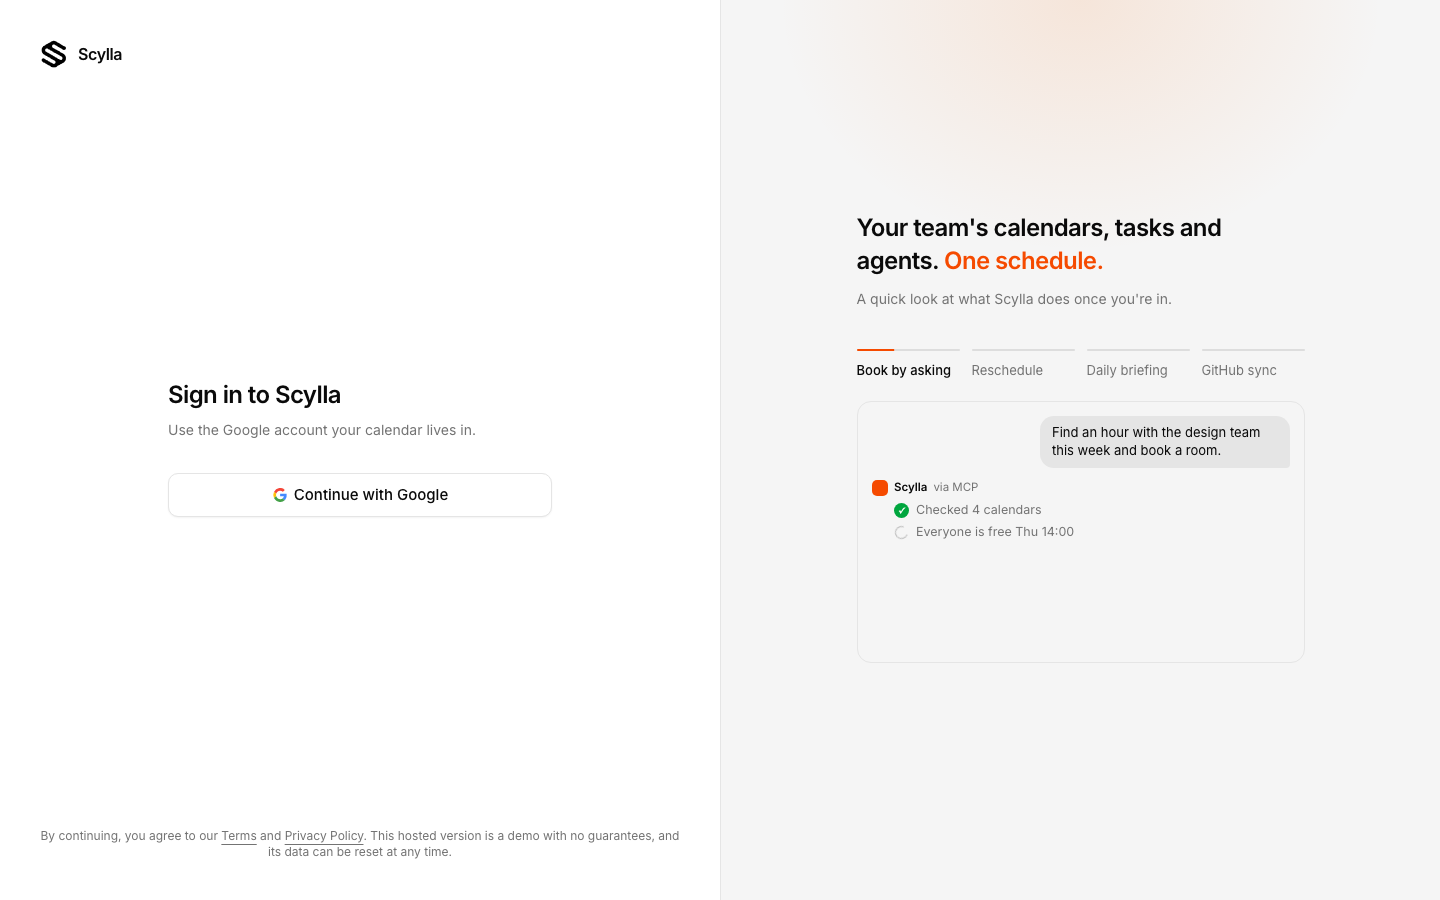 Scylla
Sign in to Scylla
Use the Google account your calendar lives in.
Continue with Google
By continuing, you agree to our Terms and Privacy Policy. This hosted version is a demo with no guarantees, and
its data can be reset at any time.
Your team's calendars, tasks and
agents. One schedule.
A quick look at what Scylla does once you're in.
Book by asking
Reschedule
Daily briefing
GitHub sync
Find an hour with the design team
this week and book a room.
Scylla via MCP
Checked 4 calendars
Everyone is free Thu 14:00